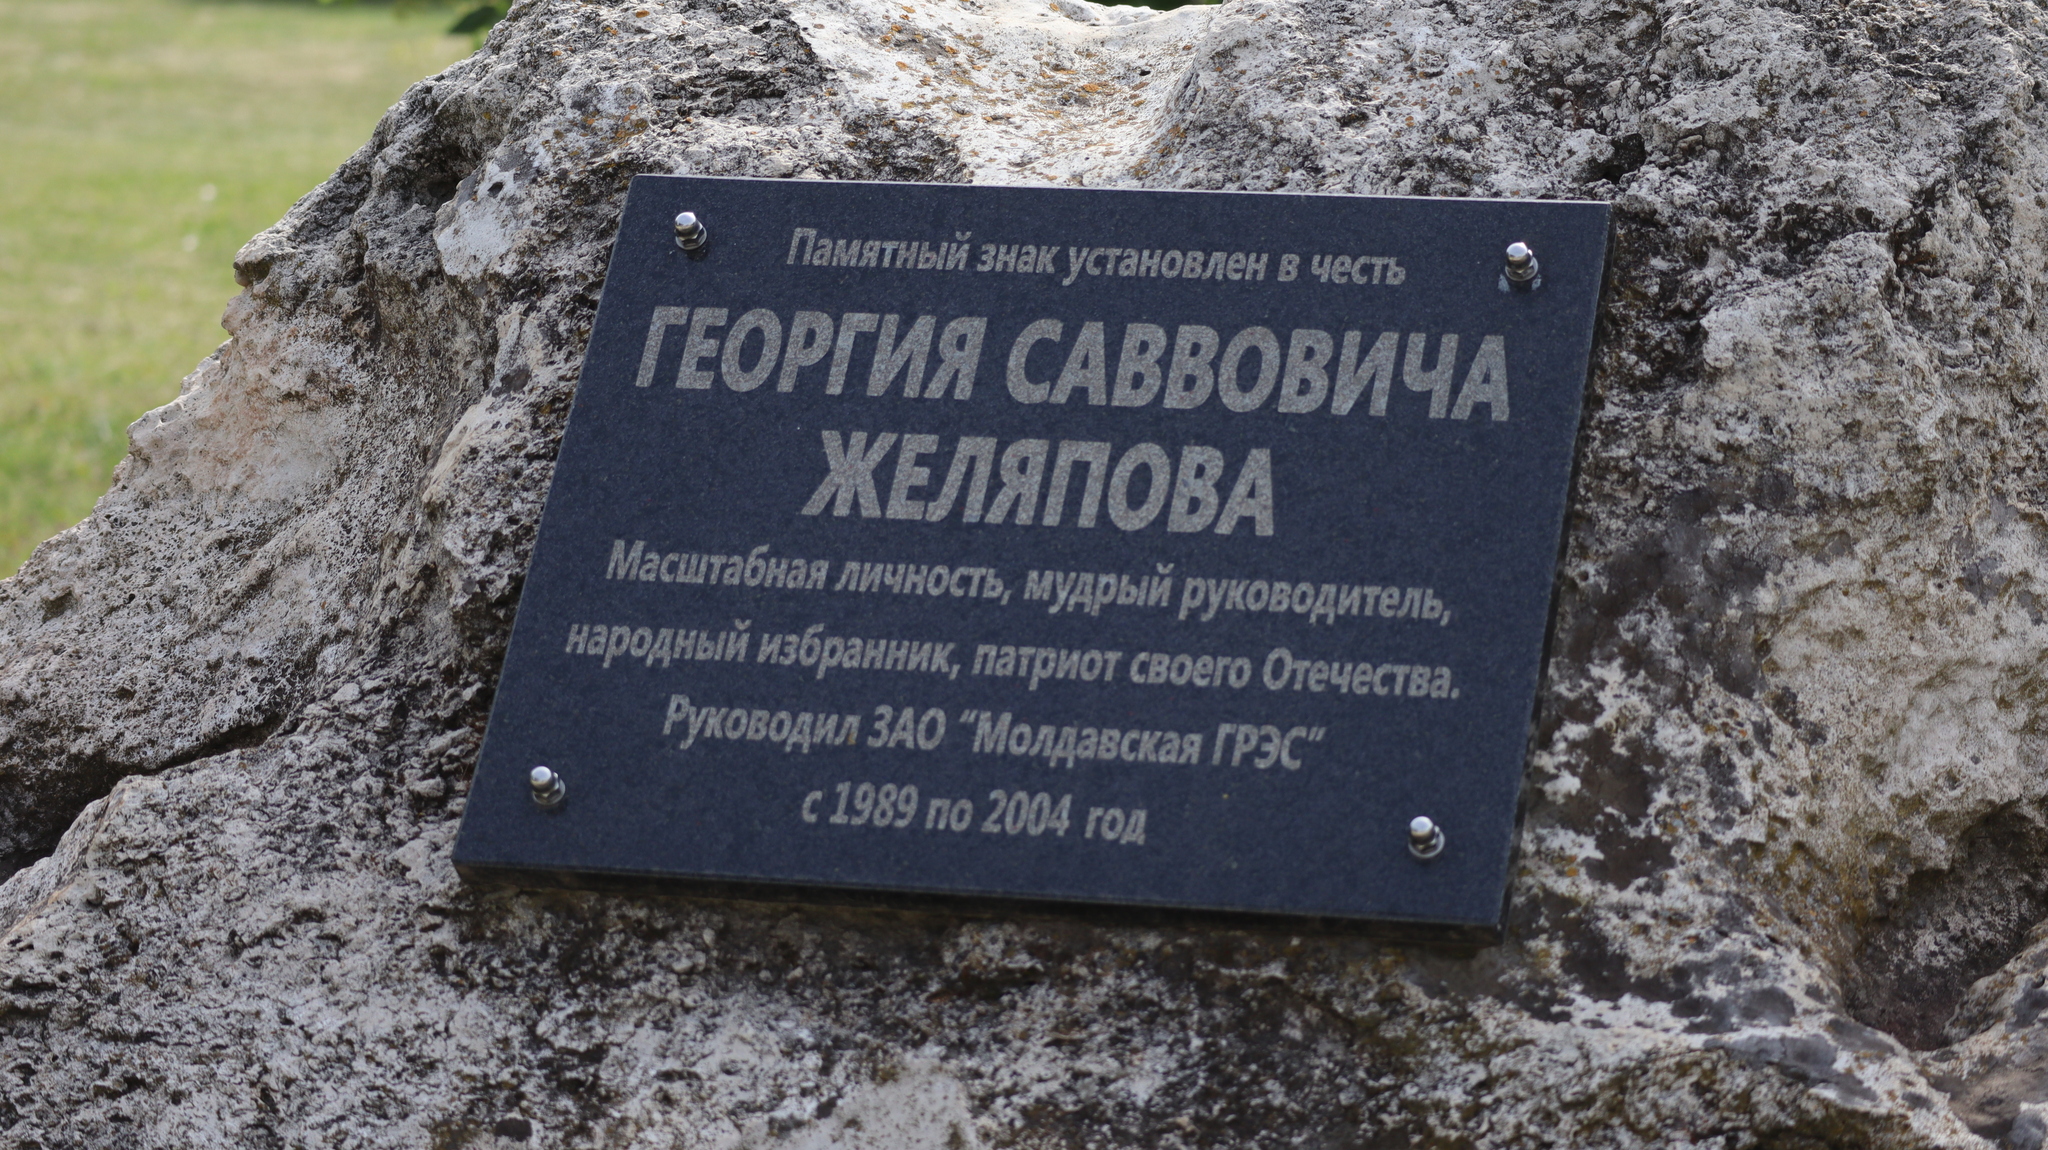 Памятный знак установлен в честь
ГЕОРГИЯ САВВОВИЧА
ЖЕЛЯПОВА
Масштабная личность, мудрый руководитель,
народный избранник, патриот своего Отечества.
Руководил ЗАО “Молдавская ГРЭС”
с 1989 по 2004 год